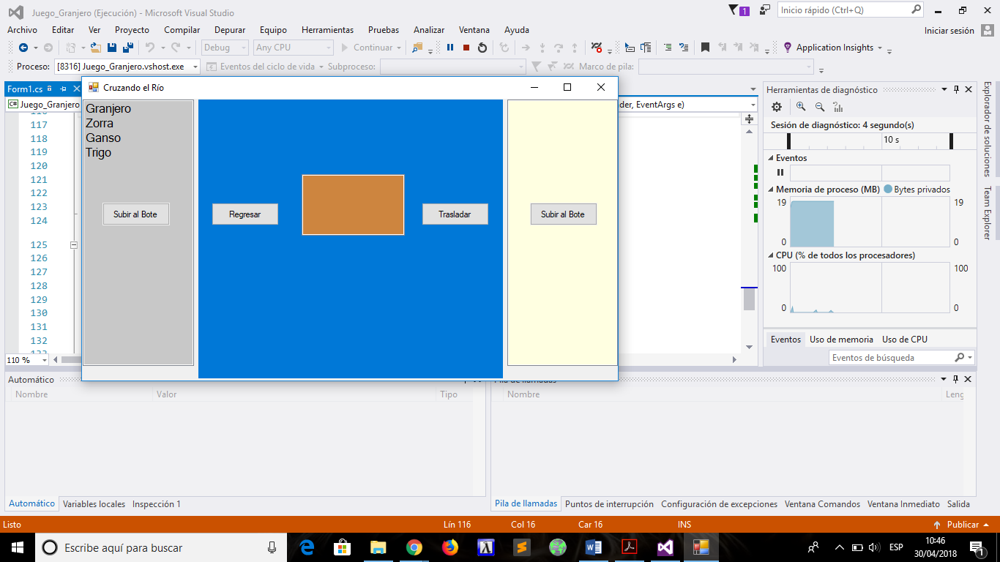 Juego_Granjero (Ejecución) - Microsoft Visual Studio
1
Inicio rápido (Ctrl+Q)
Archivo Editar Ver Proyecto Compilar Depurar Equipo Herramientas Pruebas Analizar Ventana Ayuda
Iniciar sesión
Debug Any CPU Continuar Application Insights
Proceso: [8316] Juego_Granjero.vshost.exe Eventos del ciclo de vida Subproceso: Marco de pila:
Form1.cs
Cruzando el Río
C# Juego_Granjero
der, EventArgs e)
Granjero
Zorra
Ganso
Trigo
Subir al Bote
Regresar
Trasladar
Subir al Bote
117
118
119
120
121
122
123
124
125
126
127
128
129
130
131
132
110 %
Herramientas de diagnóstico
Sesión de diagnóstico: 4 segundo(s)
10 s
Eventos
Memoria de proceso (MB) Bytes privados
19 19
0 0
CPU (% de todos los procesadores)
100 100
0 0
Eventos Uso de memoria Uso de CPU
Eventos de búsqueda
Explorador de soluciones
Team Explorer
Automático
Nombre Valor Tipo
Pila de llamadas
Nombre Leng
Automático Variables locales Inspección 1
Pila de llamadas Puntos de interrupción Configuración de excepciones Ventana Comandos Ventana Inmediato Salida
Listo Lín 116 Col 16 Car 16 INS Publicar
Escribe aquí para buscar
ESP
10:46
30/04/2018
1